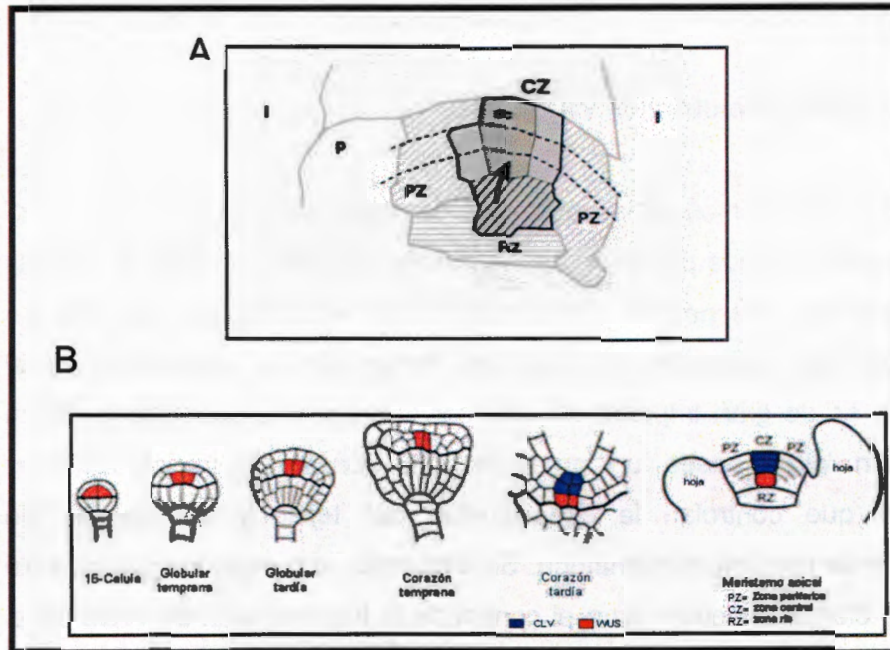 A
CZ
I
I
P
PZ
PZ
RZ
B
PZ CZ PZ
hoja
hoja
RZ
16-Celula
Globular
temprana
Globular
tardía
Corazón
temprana
Corazón
tardía
Meristemo apical
PZ= Zona periferica
CZ= zona central
RZ= zona rib
CLV
WUS